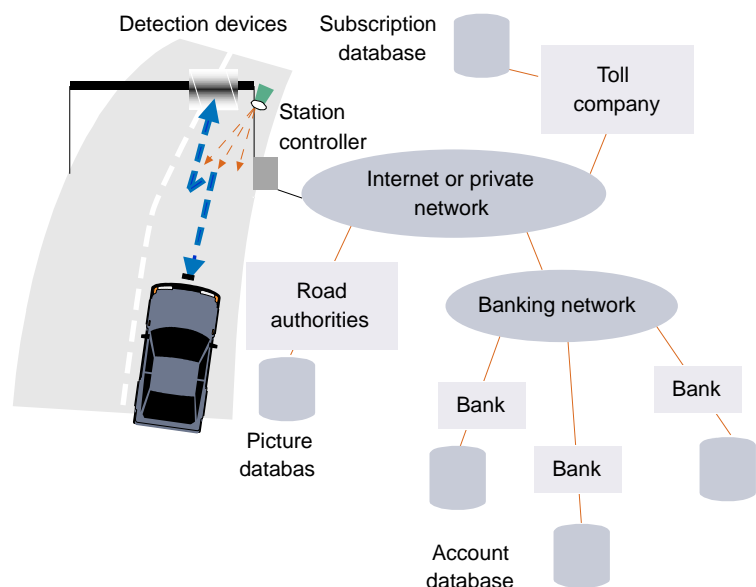 Detection devices
Subscription
database
Toll
company
Station
controller
Internet or private
network
Road
authorities
Banking network
Bank
Bank
Bank
Picture
databas
Account
database